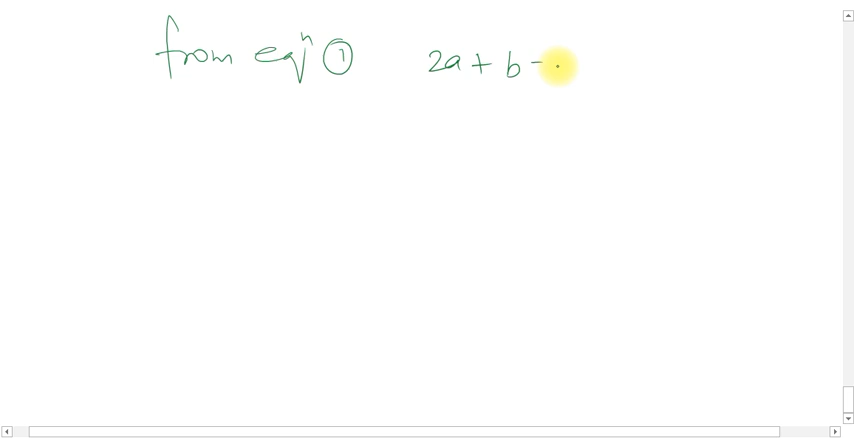 from eqⁿ ① 2a + b -